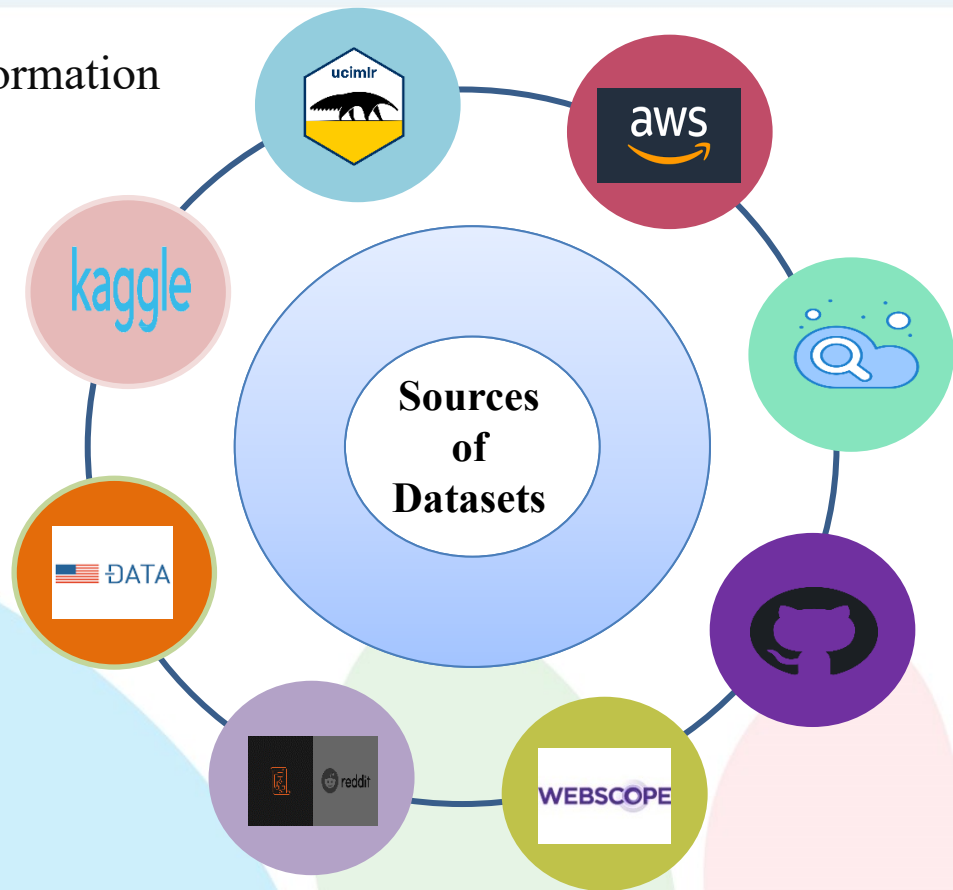 ormation
ucimlr
aws
kaggle
Sources
of
Datasets
DATA
reddit
WEBSCOPE